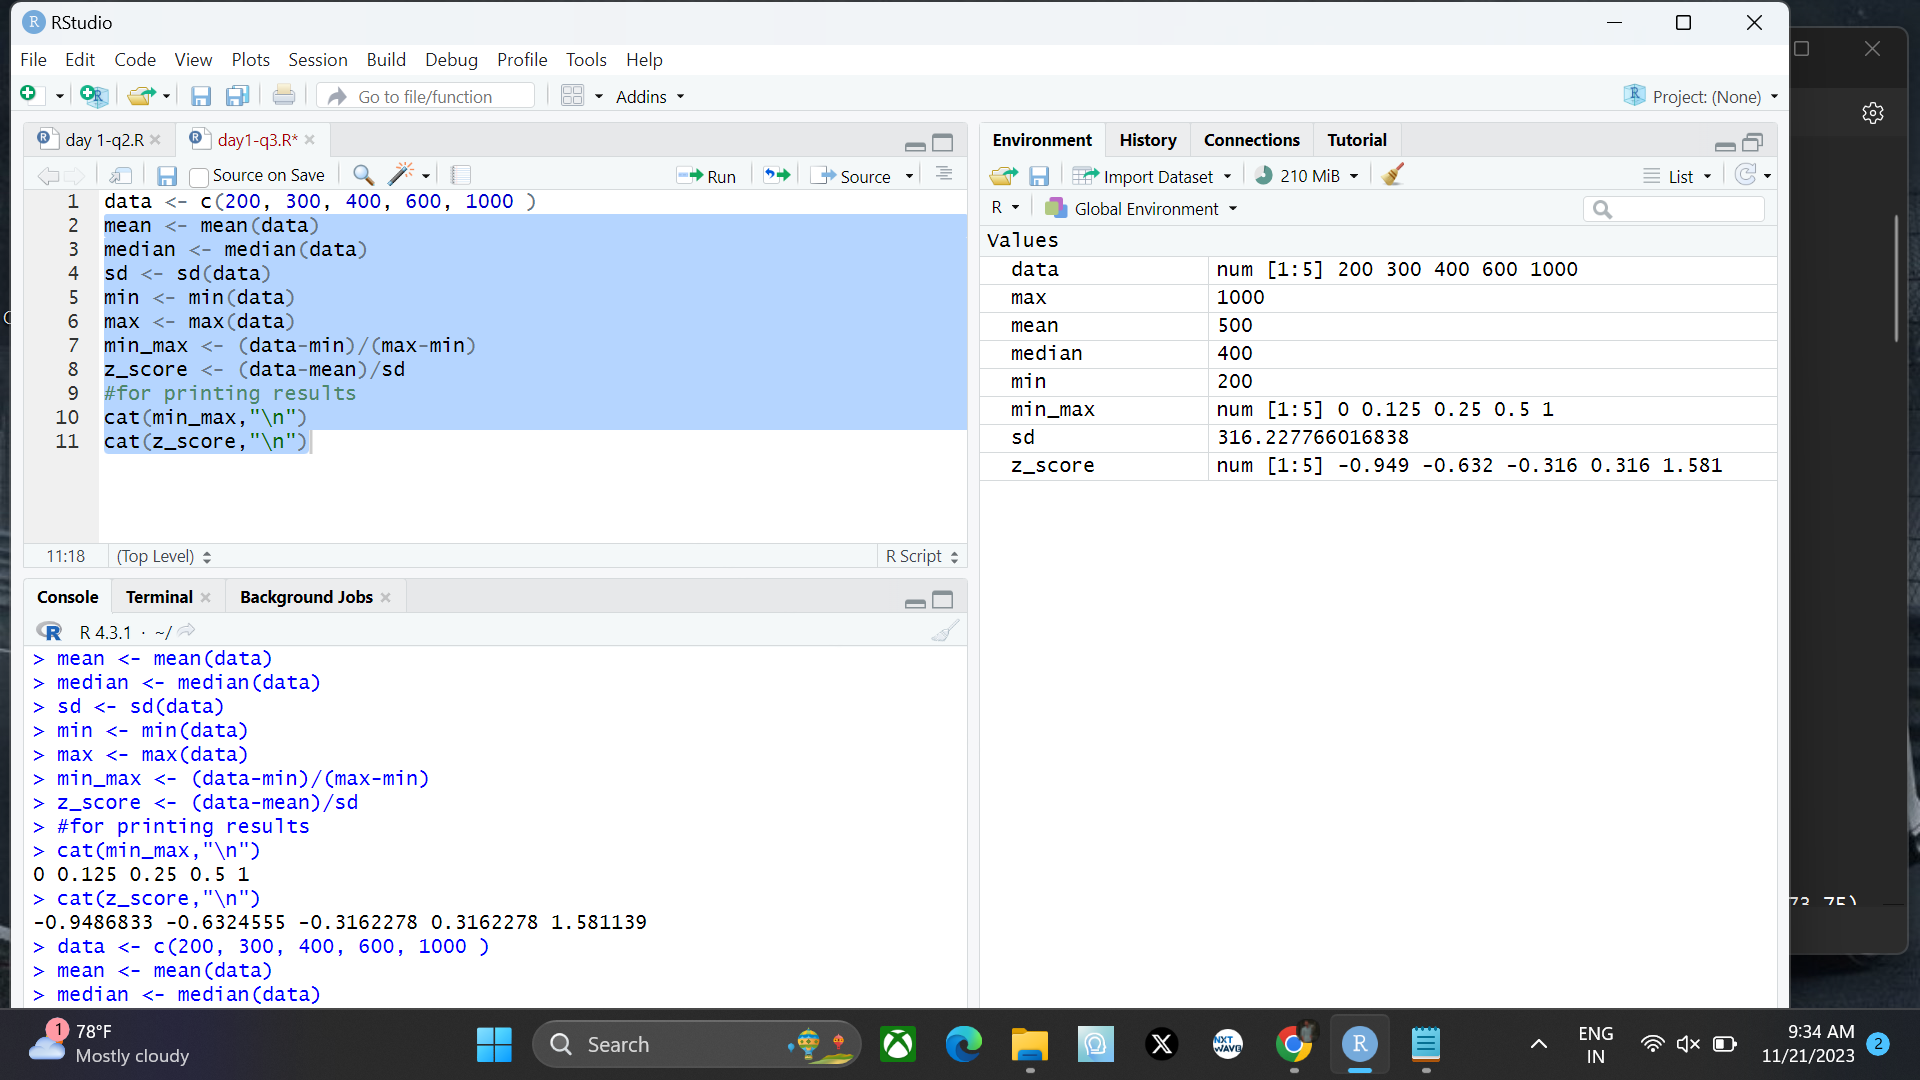 RStudio
File Edit Code View Plots Session Build Debug Profile Tools Help
Go to file/function Addins Project: (None)
day 1-q2.R day1-q3.R*
Source on Save Run Source
1 data <- c(200, 300, 400, 600, 1000 )
2 mean <- mean(data)
3 median <- median(data)
4 sd <- sd(data)
5 min <- min(data)
6 max <- max(data)
7 min_max <- (data-min)/(max-min)
8 z_score <- (data-mean)/sd
9 #for printing results
10 cat(min_max,"\n")
11 cat(z_score,"\n")
11:18 (Top Level) R Script
Console Terminal Background Jobs
R R 4.3.1 · ~/
> mean <- mean(data)
> median <- median(data)
> sd <- sd(data)
> min <- min(data)
> max <- max(data)
> min_max <- (data-min)/(max-min)
> z_score <- (data-mean)/sd
> #for printing results
> cat(min_max,"\n")
0 0.125 0.25 0.5 1
> cat(z_score,"\n")
-0.9486833 -0.6324555 -0.3162278 0.3162278 1.581139
> data <- c(200, 300, 400, 600, 1000 )
> mean <- mean(data)
> median <- median(data)
Environment History Connections Tutorial
Import Dataset 210 MiB List
R Global Environment
Values
data num [1:5] 200 300 400 600 1000
max 1000
mean 500
median 400
min 200
min_max num [1:5] 0 0.125 0.25 0.5 1
sd 316.227766016838
z_score num [1:5] -0.949 -0.632 -0.316 0.316 1.581
73 75)
1 78°F
Mostly cloudy
Search
X
NXT
WAVE
R
ENG
IN
9:34 AM
11/21/2023
2